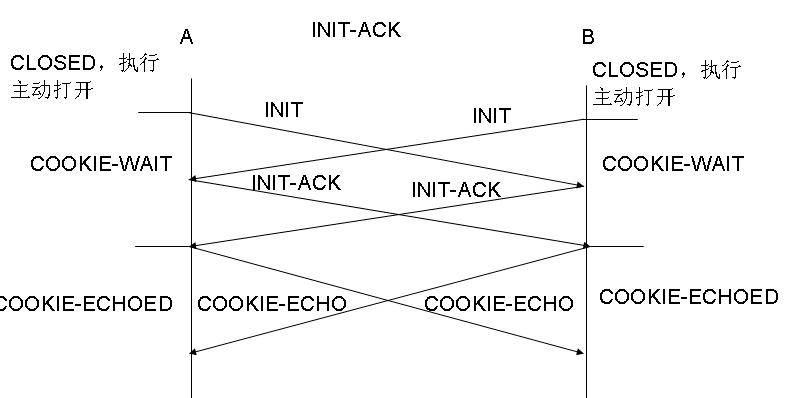 INIT-ACK
A
B
CLOSED，执行
主动打开
CLOSED，执行
主动打开
INIT
INIT
COOKIE-WAIT
COOKIE-WAIT
INIT-ACK
INIT-ACK
COOKIE-ECHOED
COOKIE-ECHO
COOKIE-ECHO
COOKIE-ECHOED